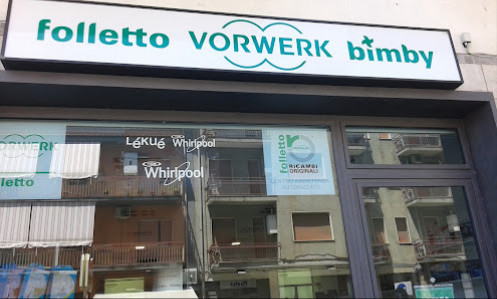 folletto VORWERK bimby
LéKUé Whirlpool
Whirlpool
VORWERK
folletto
folletto
RICAMBI
ORIGINALI